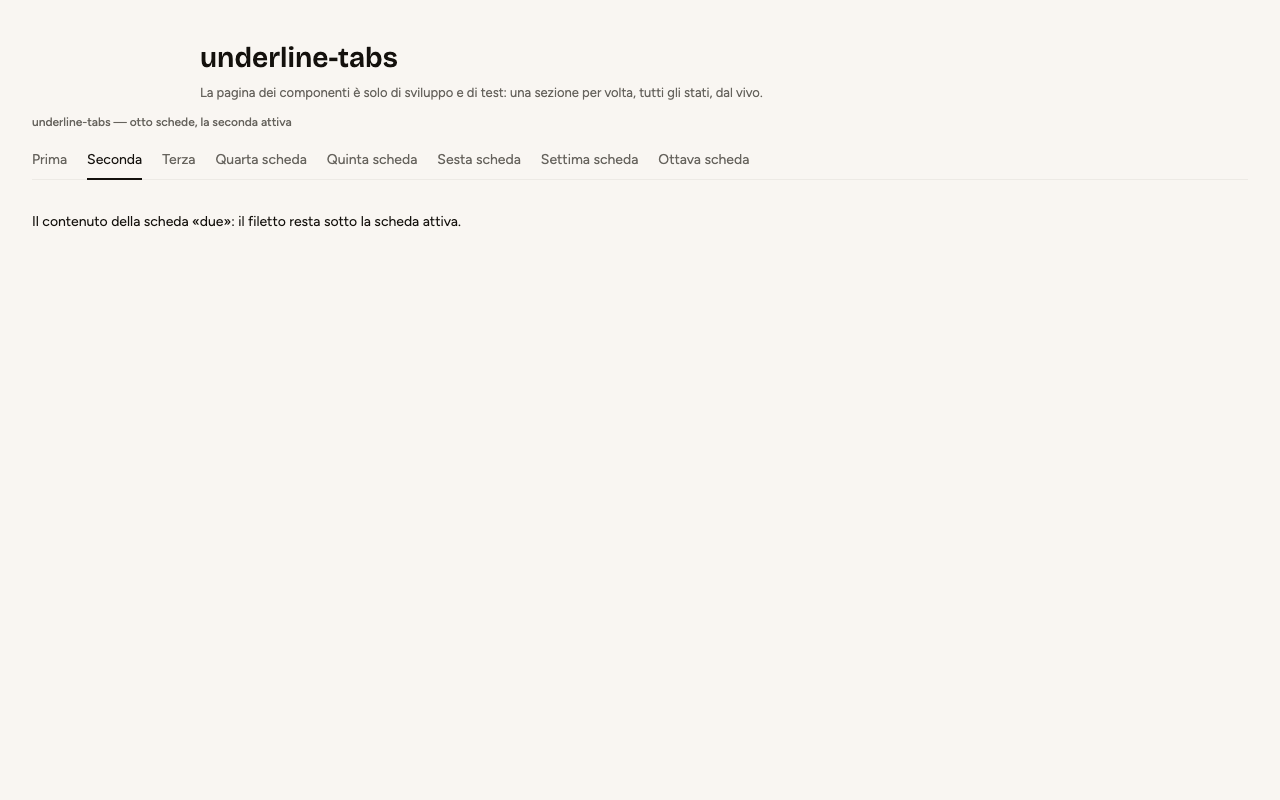 underline-tabs
La pagina dei componenti è solo di sviluppo e di test: una sezione per volta, tutti gli stati, dal vivo.
underline-tabs — otto schede, la seconda attiva
Prima Seconda Terza Quarta scheda Quinta scheda Sesta scheda Settima scheda Ottava scheda
Il contenuto della scheda «due»: il filetto resta sotto la scheda attiva.